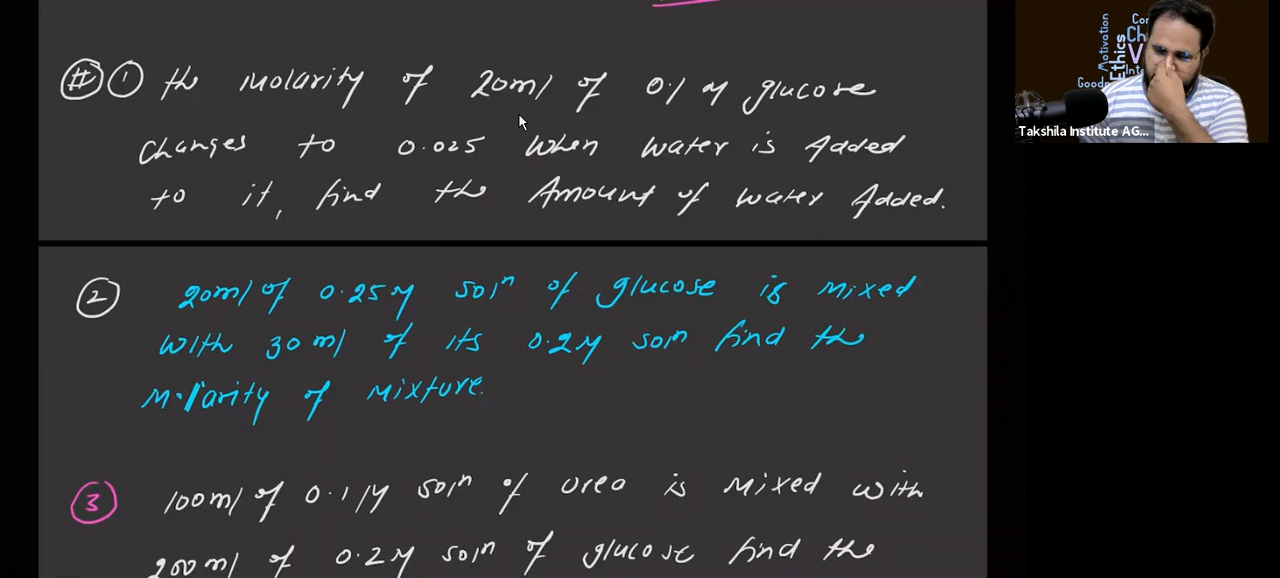 # 1 the Molarity of 20ml of 0.1 M glucose
changes to 0.025 when water is Added
to it, find the Amount of water Added.
2 20ml of 0.25M solⁿ of glucose is mixed
with 30ml of its 0.2M solⁿ find the
Molarity of Mixture.
3 100ml of 0.1M solⁿ of urea is mixed with
200ml of 0.2M solⁿ of glucose find the
Motivation
Ethics
Good
Takshila Institute AG...